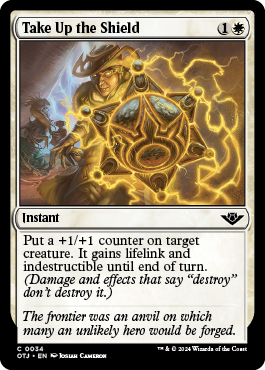 Take Up the Shield 1
Instant
Put a +1/+1 counter on target
creature. It gains lifelink and
indestructible until end of turn.
(Damage and effects that say “destroy”
don’t destroy it.)
The frontier was an anvil on which
many an unlikely hero would be forged.
C 0034
OTJ • EN Josiah Cameron
™ & © 2024 Wizards of the Coast